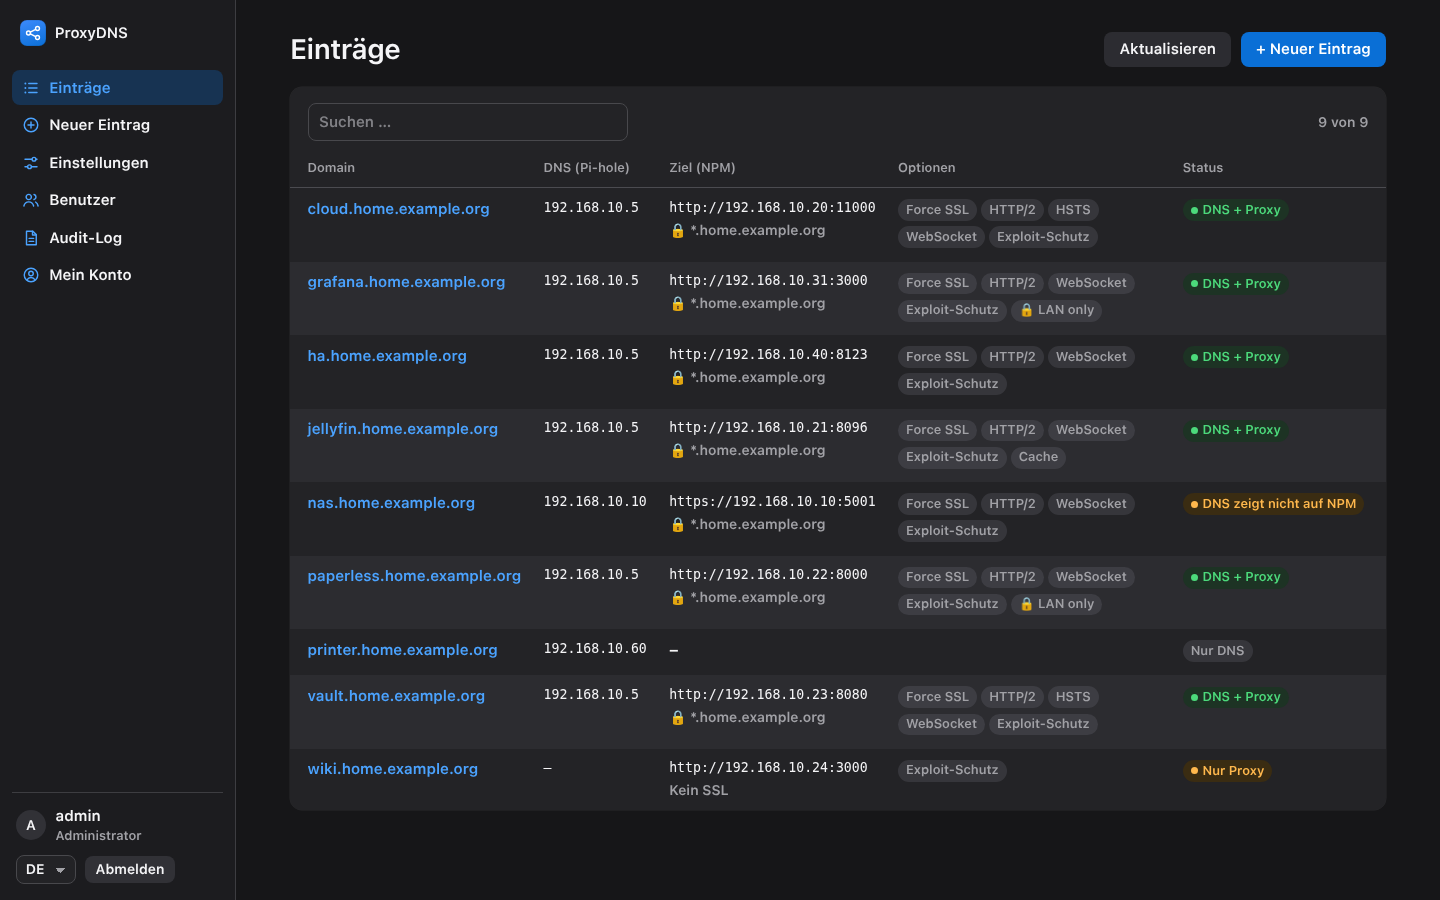 ProxyDNS
Einträge
Neuer Eintrag
Einstellungen
Benutzer
Audit-Log
Mein Konto
A
admin
Administrator
DE
Abmelden
Einträge
Aktualisieren
+ Neuer Eintrag
Suchen ...
9 von 9
Domain DNS (Pi-hole) Ziel (NPM) Optionen Status
cloud.home.example.org 192.168.10.5 http://192.168.10.20:11000 Force SSL HTTP/2 HSTS DNS + Proxy
🔒 *.home.example.org WebSocket Exploit-Schutz
grafana.home.example.org 192.168.10.5 http://192.168.10.31:3000 Force SSL HTTP/2 WebSocket DNS + Proxy
🔒 *.home.example.org Exploit-Schutz 🔒 LAN only
ha.home.example.org 192.168.10.5 http://192.168.10.40:8123 Force SSL HTTP/2 WebSocket DNS + Proxy
🔒 *.home.example.org Exploit-Schutz
jellyfin.home.example.org 192.168.10.5 http://192.168.10.21:8096 Force SSL HTTP/2 WebSocket DNS + Proxy
🔒 *.home.example.org Exploit-Schutz Cache
nas.home.example.org 192.168.10.10 https://192.168.10.10:5001 Force SSL HTTP/2 WebSocket DNS zeigt nicht auf NPM
🔒 *.home.example.org Exploit-Schutz
paperless.home.example.org 192.168.10.5 http://192.168.10.22:8000 Force SSL HTTP/2 WebSocket DNS + Proxy
🔒 *.home.example.org Exploit-Schutz 🔒 LAN only
printer.home.example.org 192.168.10.60 – Nur DNS
vault.home.example.org 192.168.10.5 http://192.168.10.23:8080 Force SSL HTTP/2 HSTS DNS + Proxy
🔒 *.home.example.org WebSocket Exploit-Schutz
wiki.home.example.org – http://192.168.10.24:3000 Exploit-Schutz Nur Proxy
Kein SSL